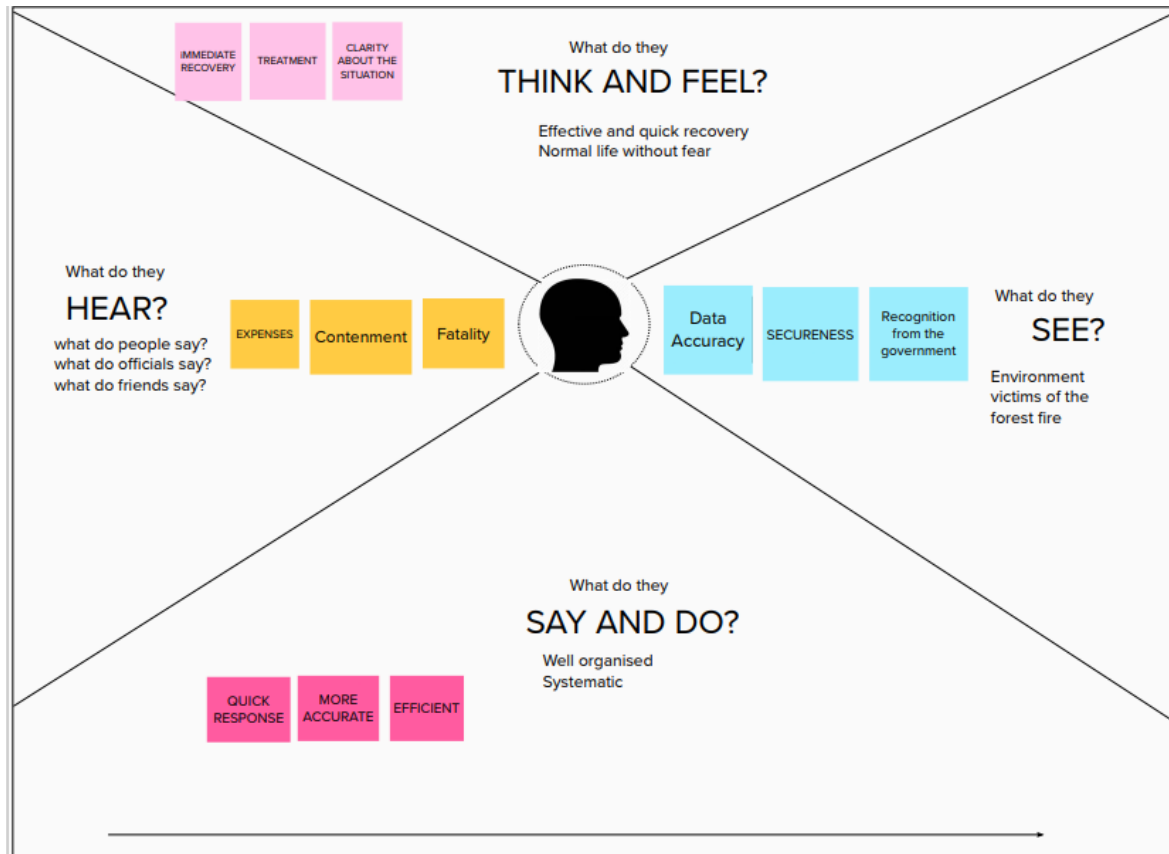 IMMEDIATE
RECOVERY
TREATMENT
CLARITY
ABOUT THE
SITUATION
What do they
THINK AND FEEL?
Effective and quick recovery
Normal life without fear
What do they
HEAR?
what do people say?
what do officials say?
what do friends say?
EXPENSES
Contenment
Fatality
Data
Accuracy
SECURENESS
Recognition
from the
government
What do they
SEE?
Environment
victims of the
forest fire
What do they
SAY AND DO?
Well organised
Systematic
QUICK
RESPONSE
MORE
ACCURATE
EFFICIENT